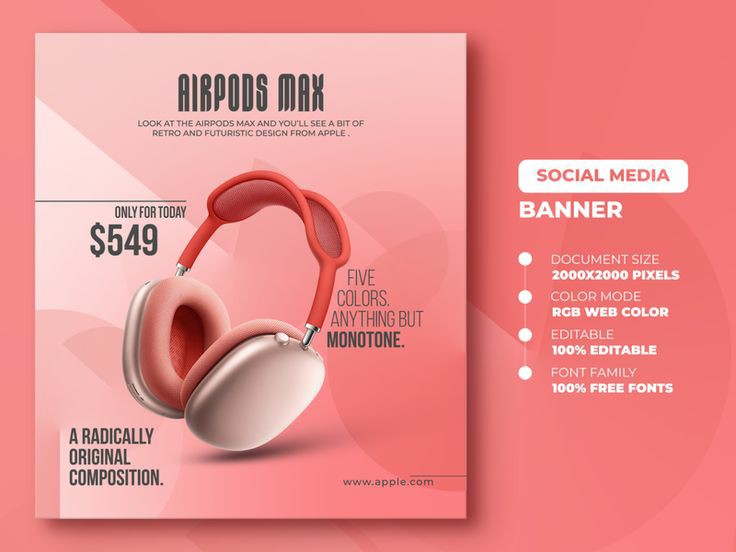 AIRPODS MAX
LOOK AT THE AIRPODS MAX AND YOU'LL SEE A BIT OF
RETRO AND FUTURISTIC DESIGN FROM APPLE .
ONLY FOR TODAY
$549
FIVE
COLORS.
ANYTHING BUT
MONOTONE.
A RADICALLY
ORIGINAL
COMPOSITION.
www.apple.com
SOCIAL MEDIA
BANNER
DOCUMENT SIZE
2000X2000 PIXELS
COLOR MODE
RGB WEB COLOR
EDITABLE
100% EDITABLE
FONT FAMILY
100% FREE FONTS